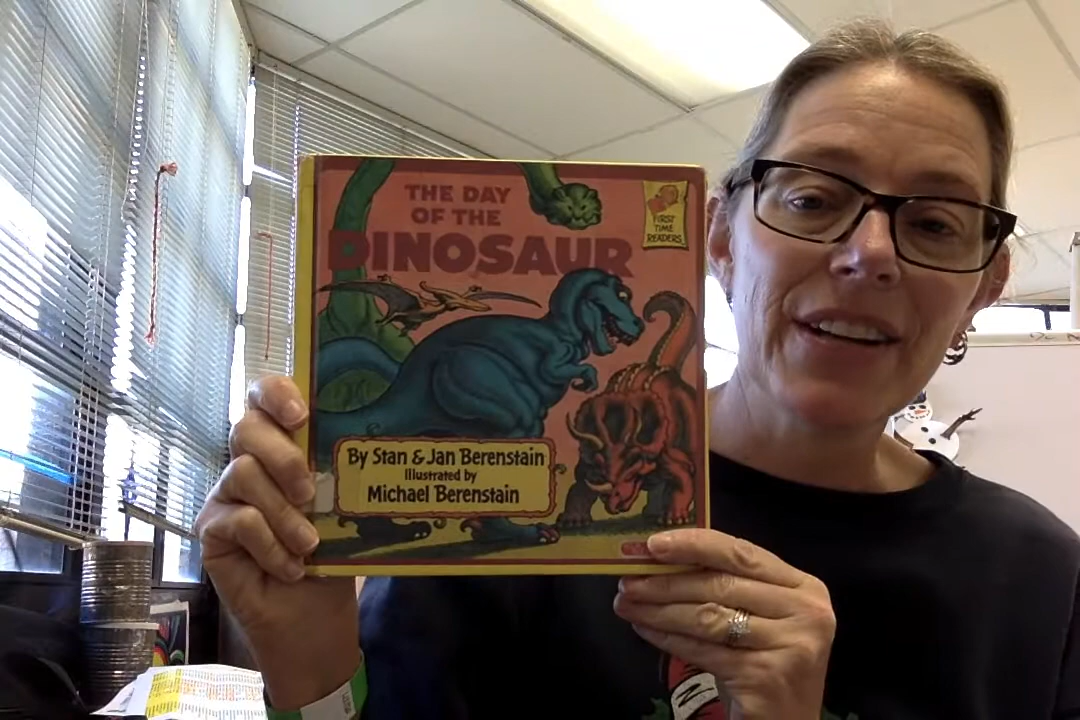 THE DAY
OF THE
DINOSAUR
FIRST
TIME
READERS
By Stan & Jan Berenstain
Illustrated by
Michael Berenstain